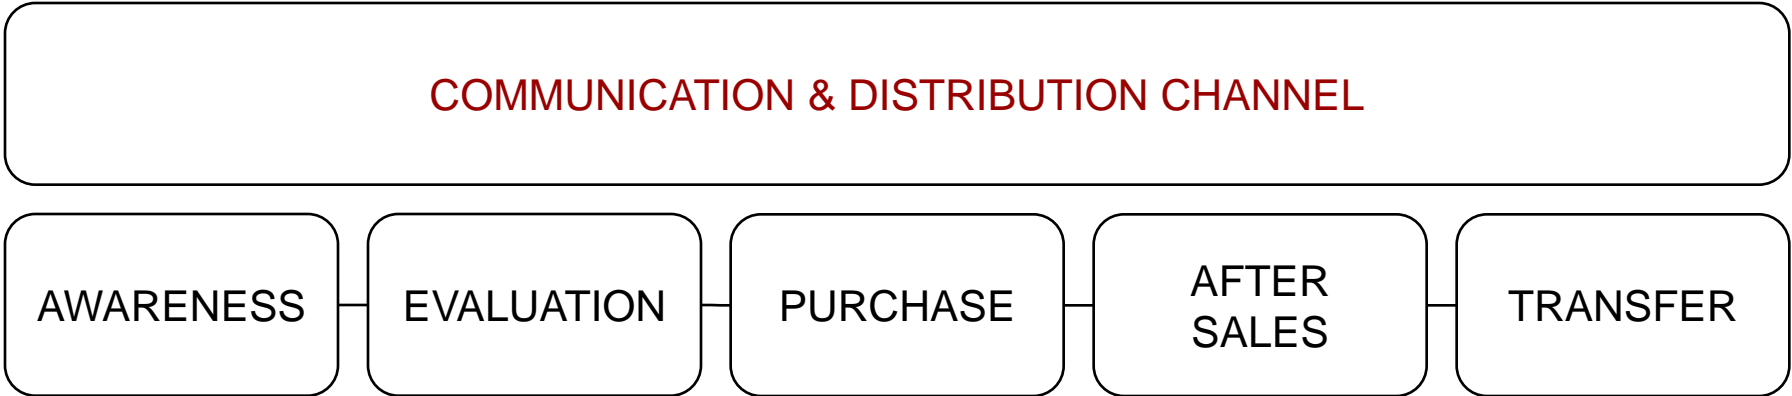 COMMUNICATION & DISTRIBUTION CHANNEL
AWARENESS
EVALUATION
PURCHASE
AFTER
SALES
TRANSFER